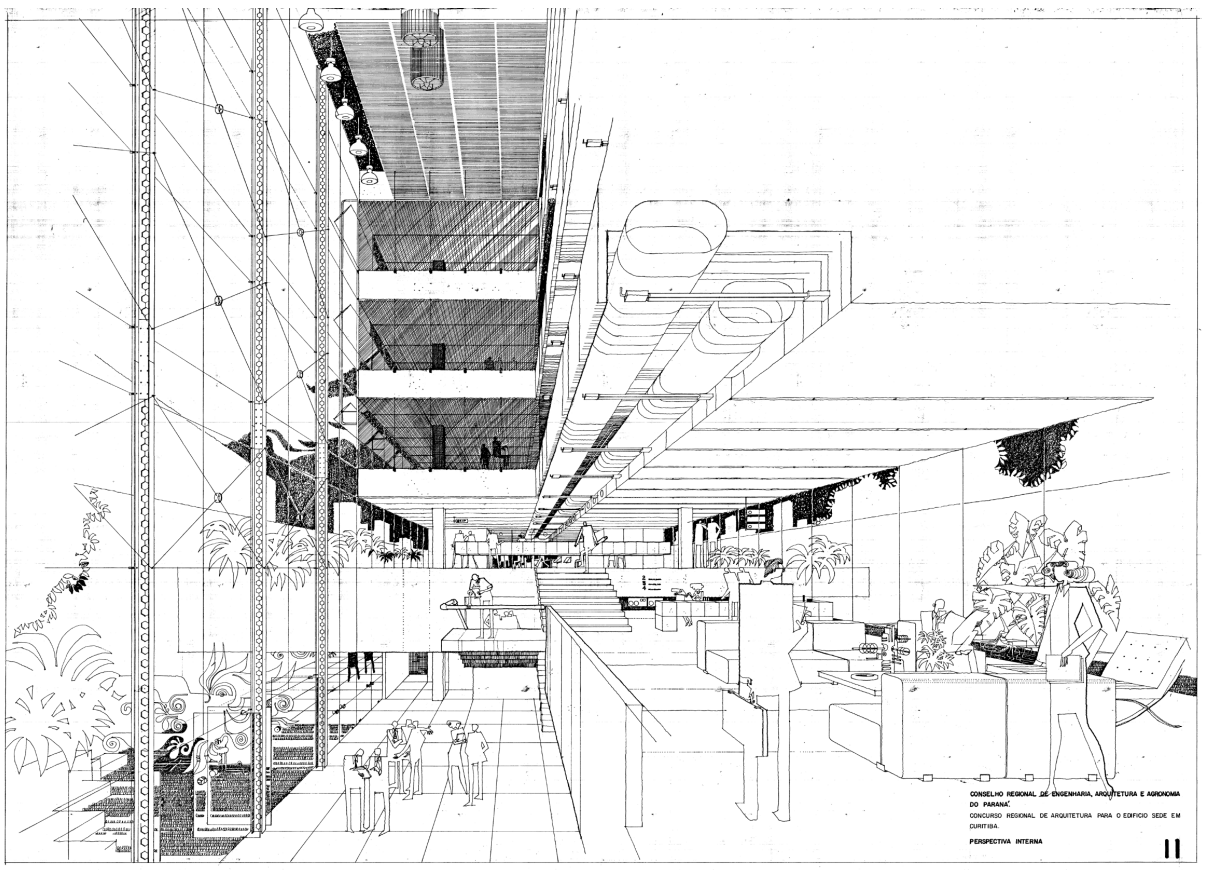 CONSELHO REGIONAL DE ENGENHARIA, ARQUITETURA E AGRONOMIA
DO PARANÁ.
CONCURSO REGIONAL DE ARQUITETURA PARA O EDIFICIO SEDE EM
CURITIBA.
PERSPECTIVA INTERNA
11